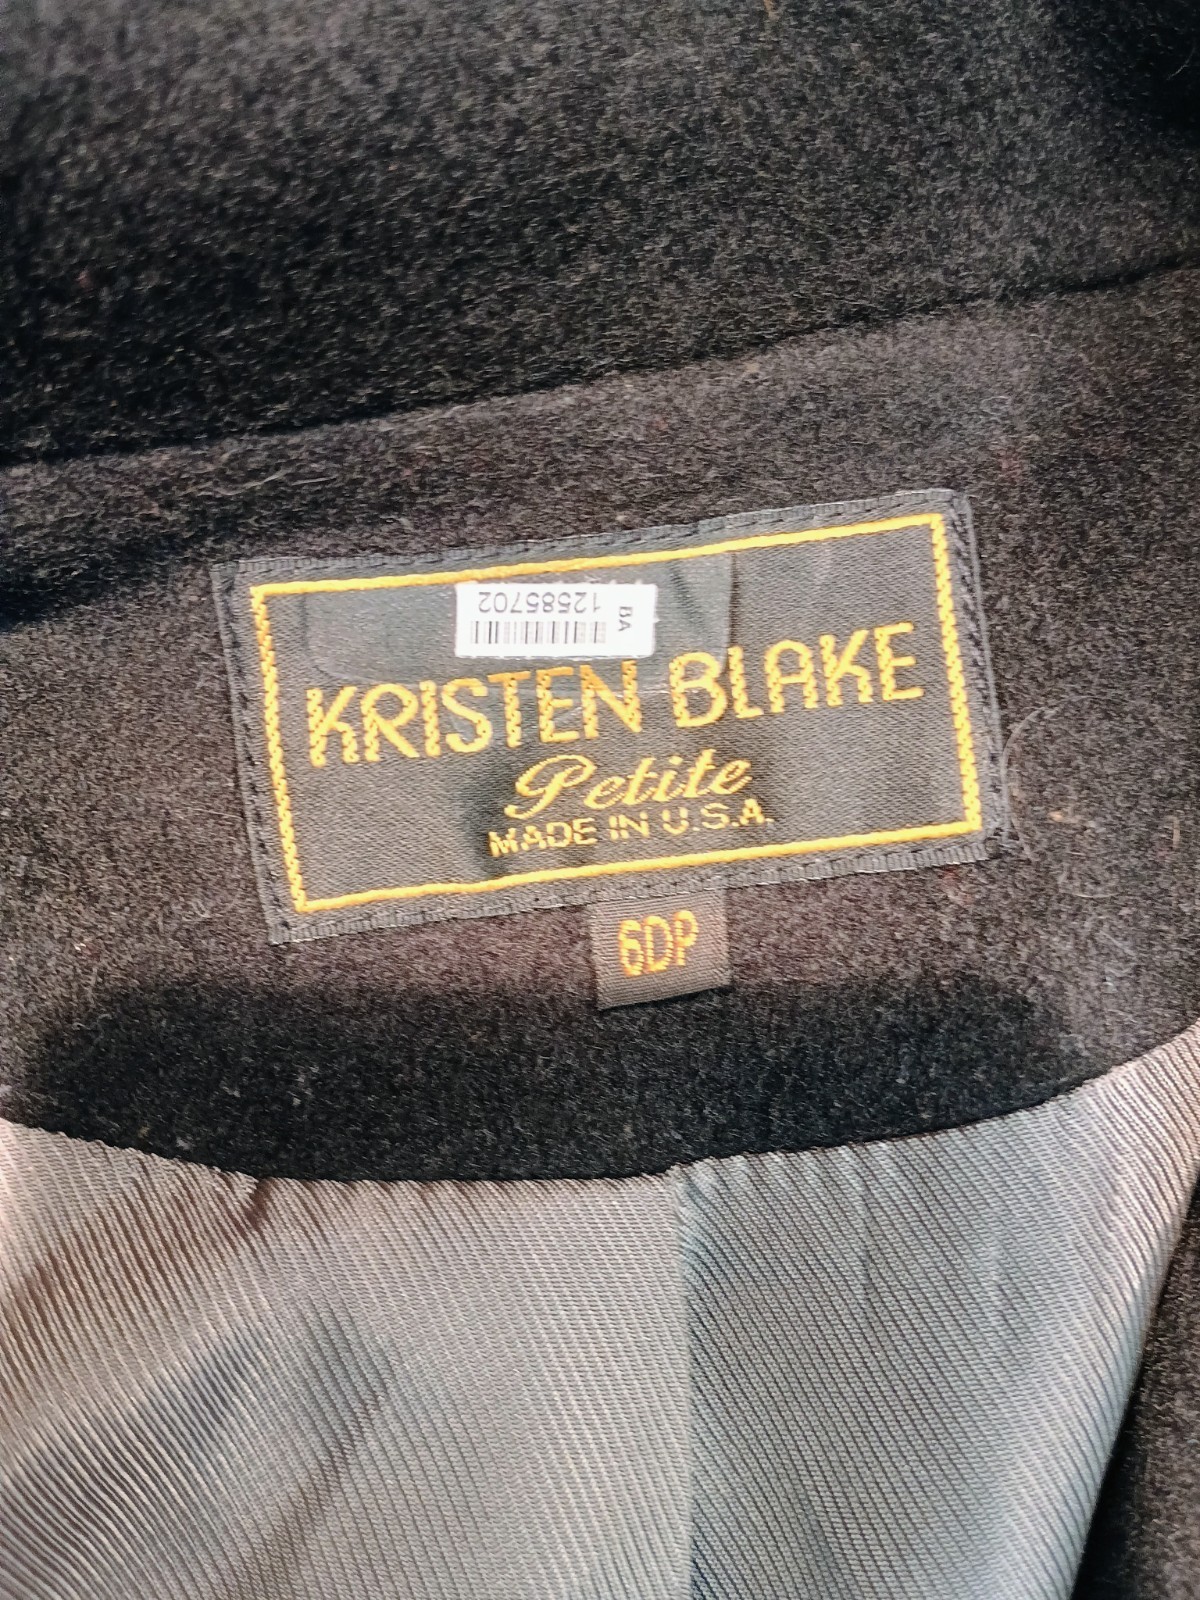 BA
12585702
KRISTEN BLAKE
Petite
MADE IN U.S.A.
6DP